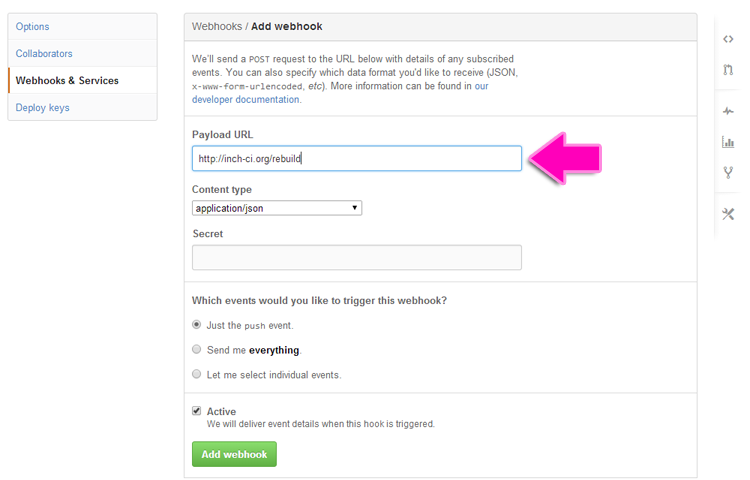 Options
Collaborators
Webhooks & Services
Deploy keys
Webhooks / Add webhook
We'll send a POST request to the URL below with details of any subscribed
events. You can also specify which data format you'd like to receive (JSON,
x-www-form-urlencoded, etc). More information can be found in our
developer documentation.
Payload URL
http://inch-ci.org/rebuild
Content type
application/json
Secret
Which events would you like to trigger this webhook?
Just the push event.
Send me everything.
Let me select individual events.
Active
We will deliver event details when this hook is triggered.
Add webhook